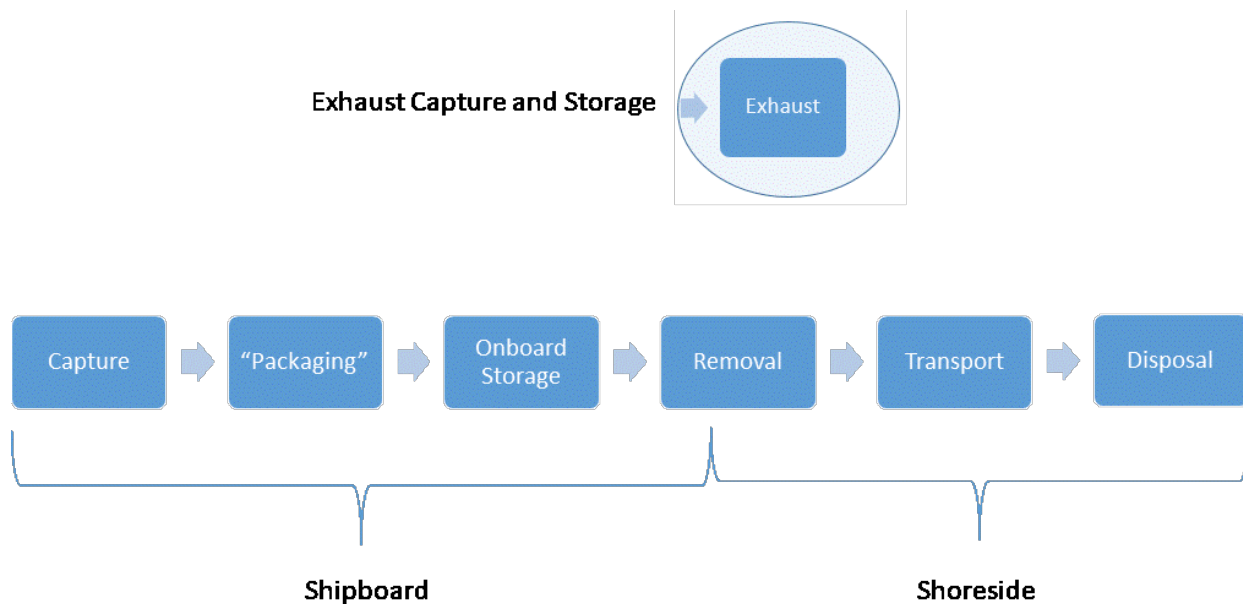 Exhaust Capture and Storage
Exhaust
Capture
“Packaging”
Onboard
Storage
Removal
Transport
Disposal
Shipboard
Shoreside